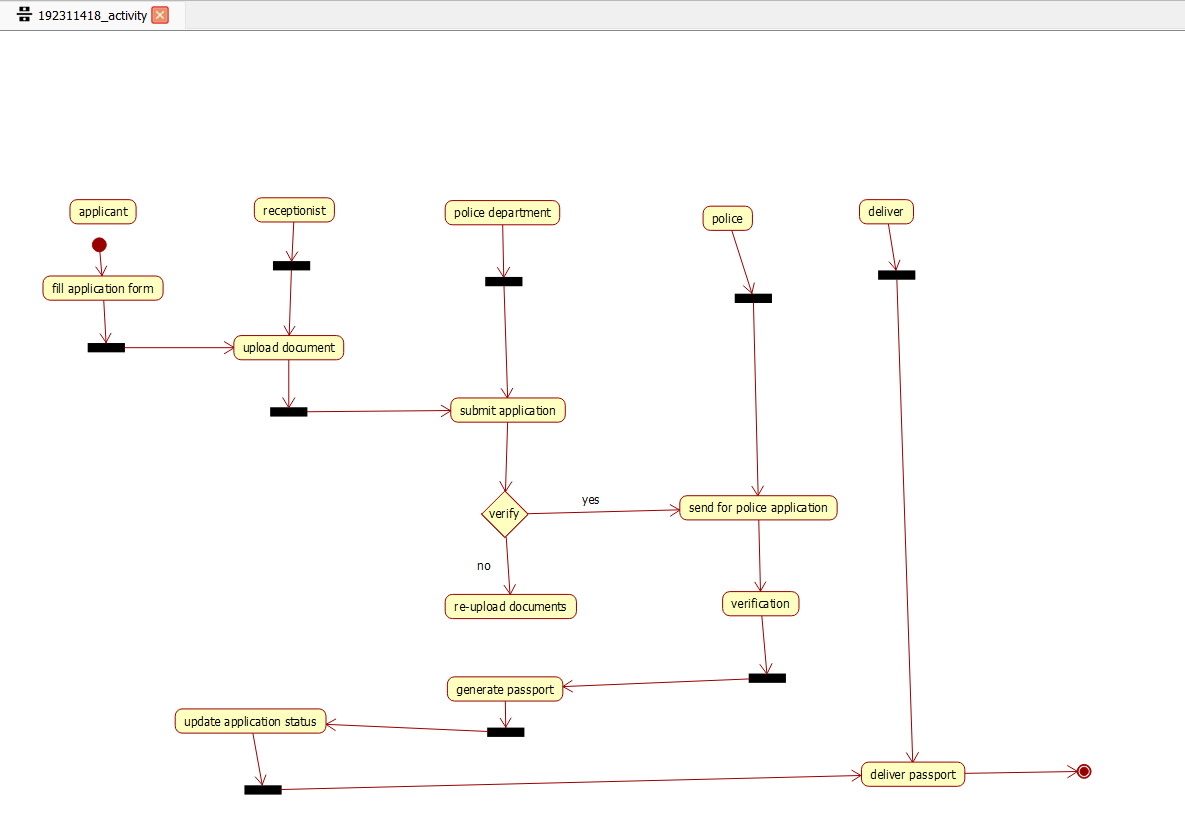 192311418_activity
applicant
receptionist
police department
police
deliver
fill application form
upload document
submit application
yes
send for police application
verify
no
re-upload documents
verification
generate passport
update application status
deliver passport